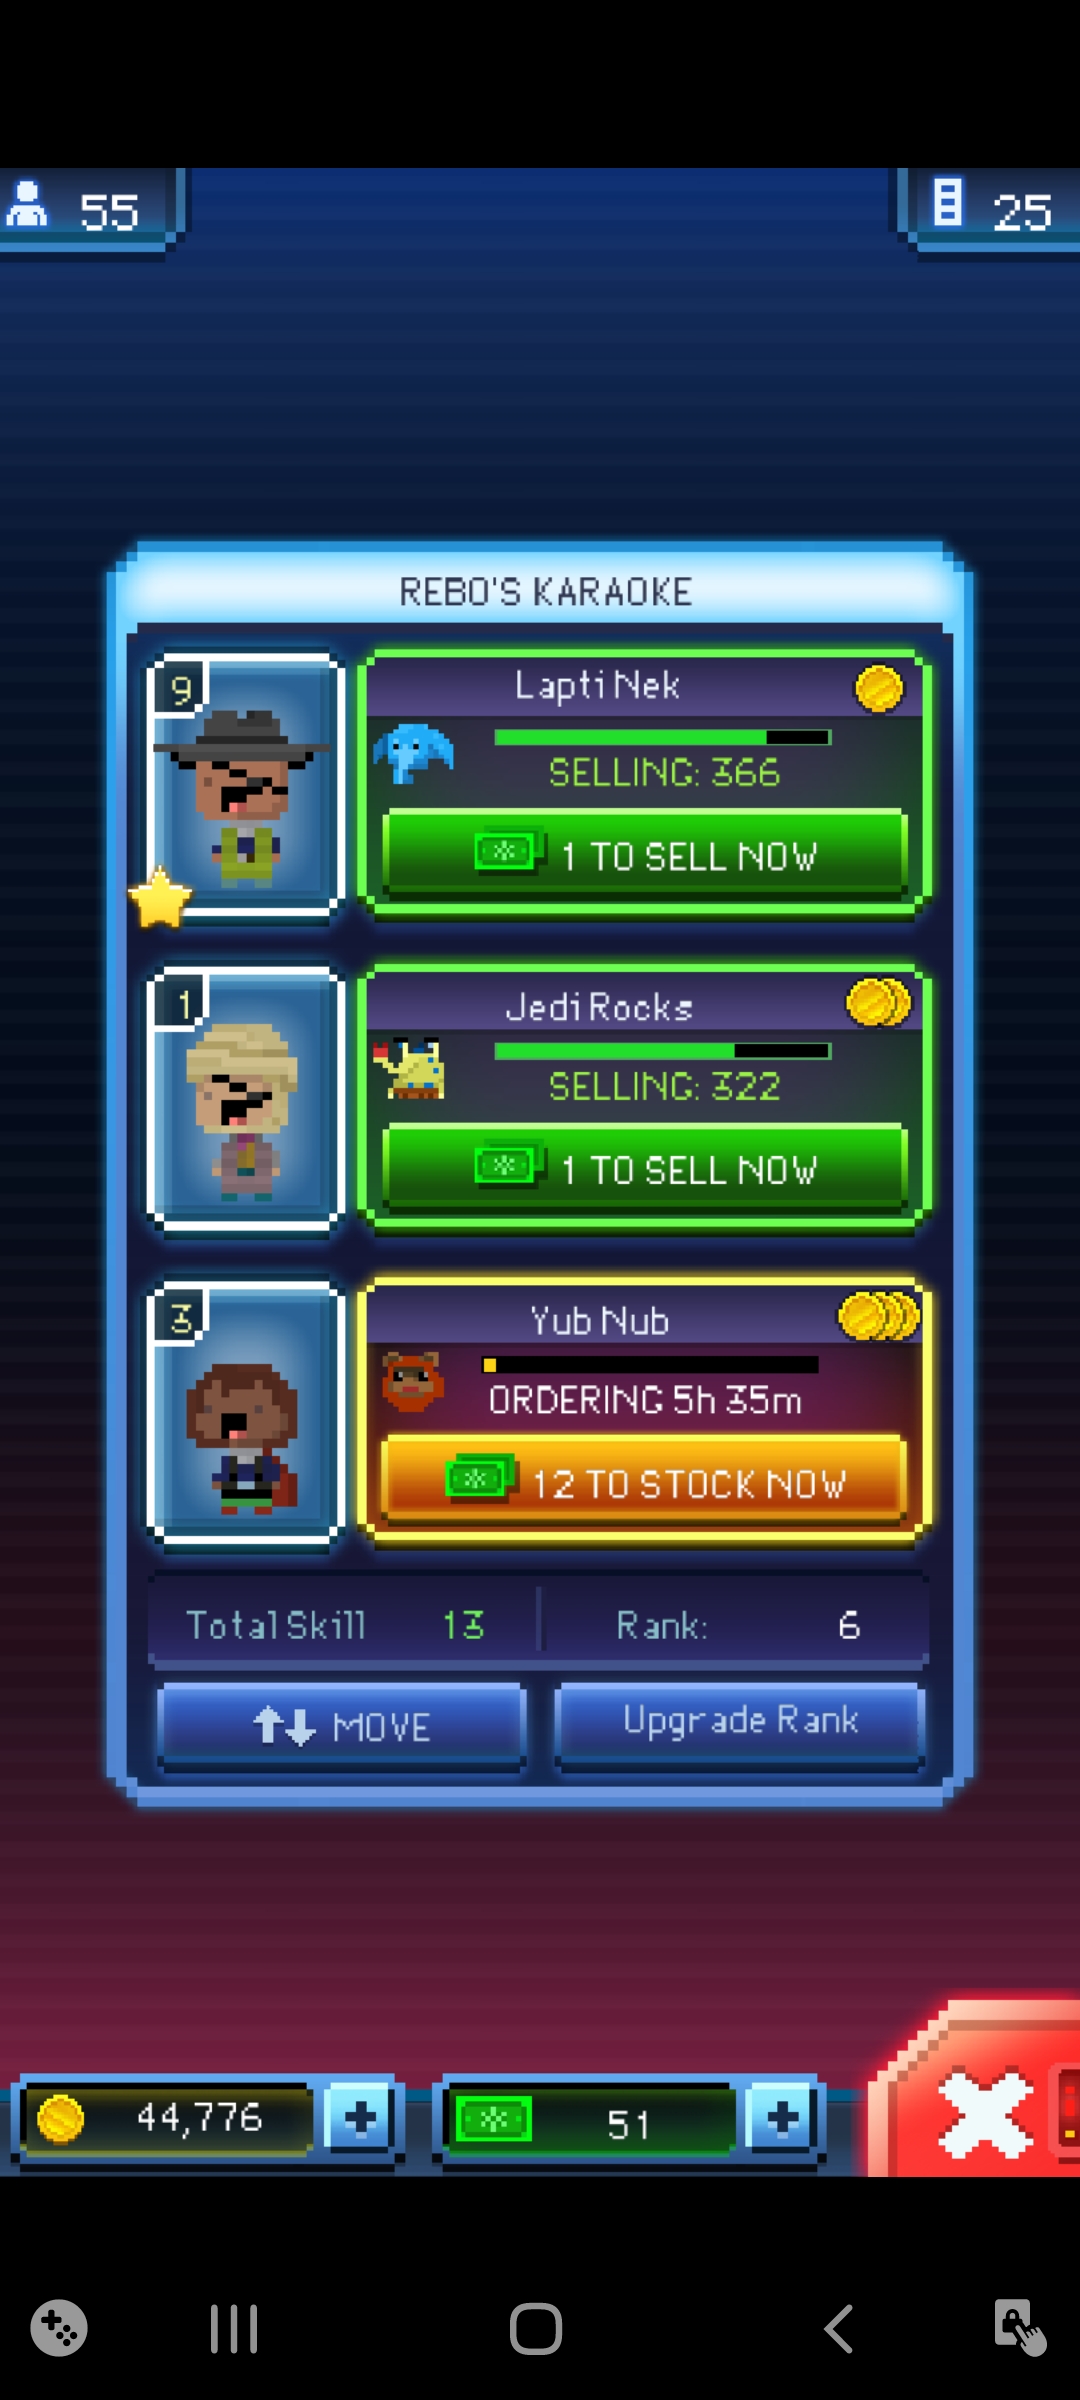 55
25
REBO'S KARAOKE
9
Lapti Nek
SELLING: 366
1 TO SELL NOW
1
Jedi Rocks
SELLING: 322
1 TO SELL NOW
3
Yub Nub
ORDERING 5h 35m
12 TO STOCK NOW
Total Skill 13 Rank: 6
MOVE Upgrade Rank
44,776
51